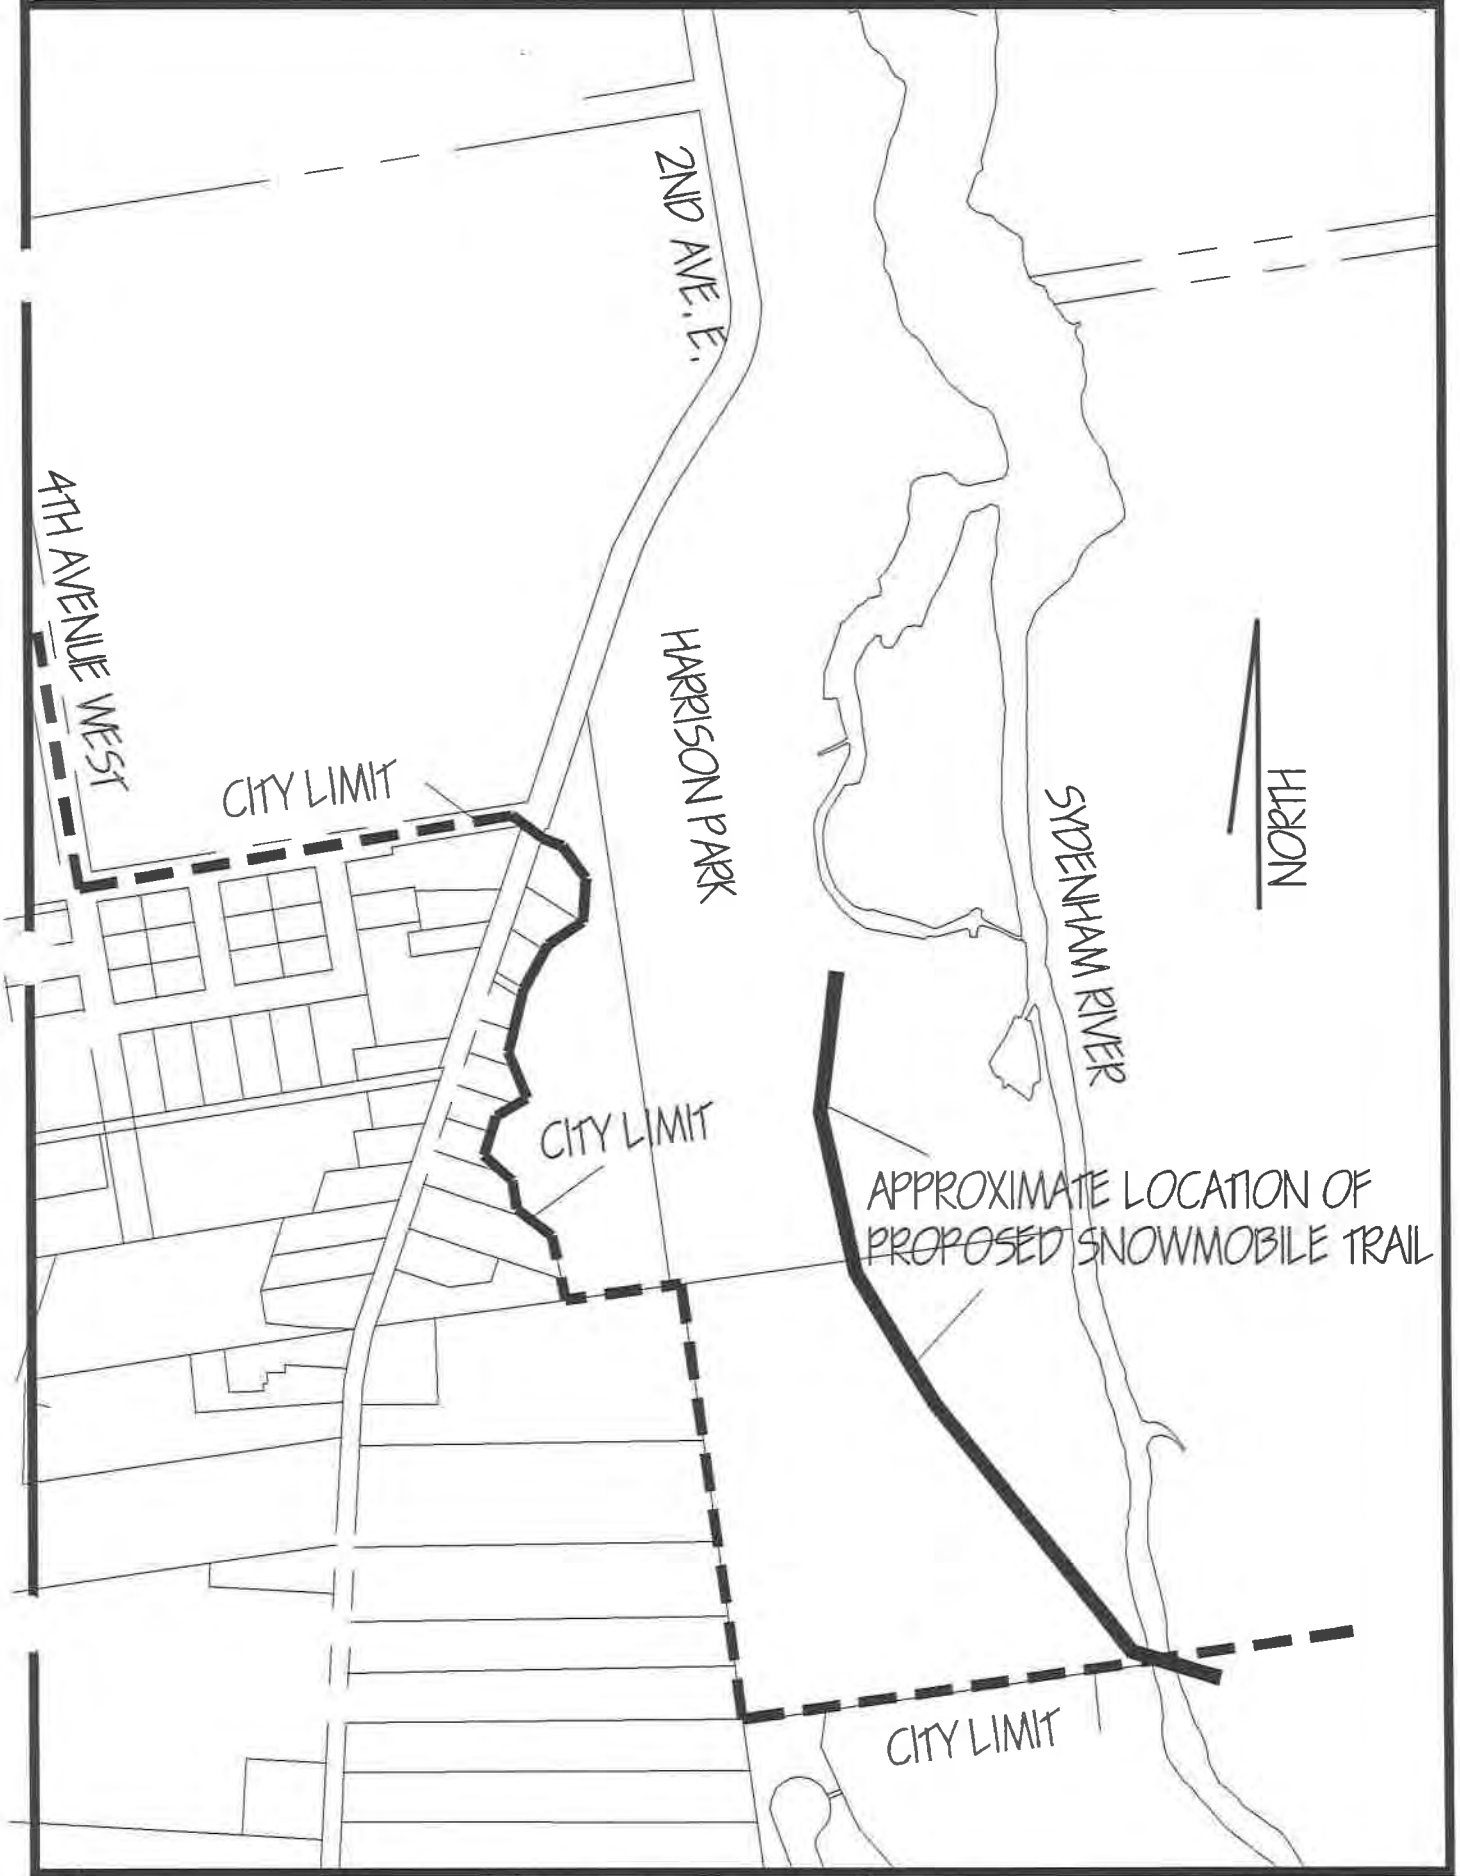 2ND AVE. E.
4TH AVENUE WEST
HARRISON PARK
CITY LIMIT
NORTH
SYDENHAM RIVER
CITY LIMIT
APPROXIMATE LOCATION OF
PROPOSED SNOWMOBILE TRAIL
CITY LIMIT